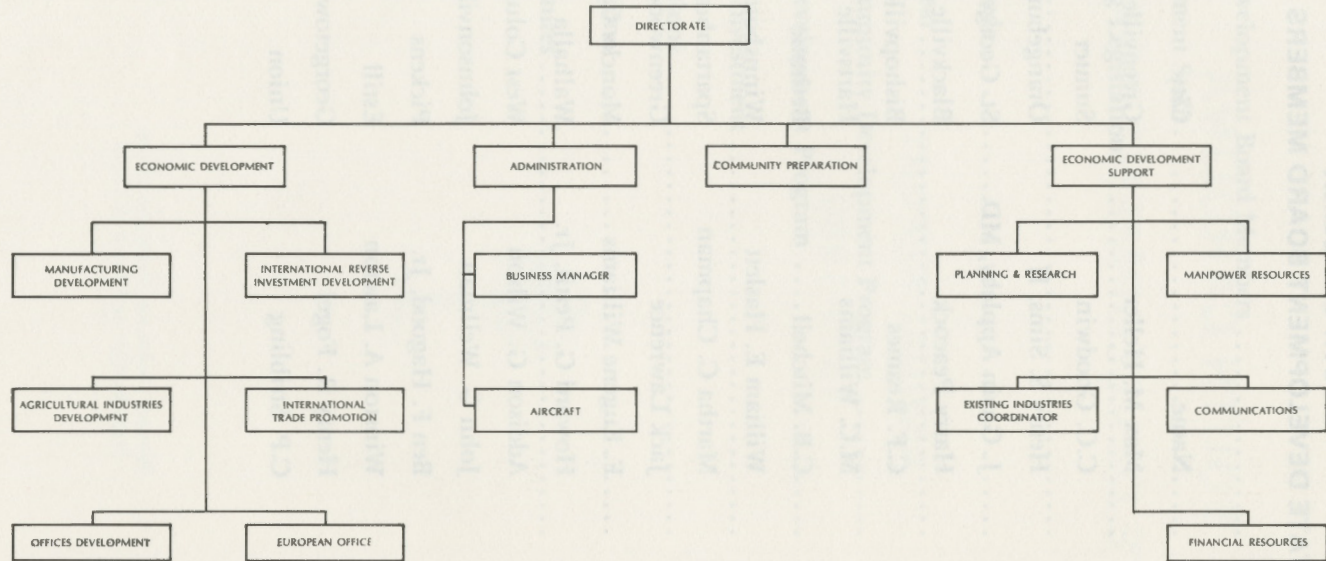 DIRECTORATE
ECONOMIC DEVELOPMENT
ADMINISTRATION
COMMUNITY PREPARATION
ECONOMIC DEVELOPMENT
SUPPORT
MANUFACTURING
DEVELOPMENT
INTERNATIONAL REVERSE
INVESTMENT DEVELOPMENT
BUSINESS MANAGER
PLANNING & RESEARCH
MANPOWER RESOURCES
AGRICULTURAL INDUSTRIES
DEVELOPMENT
INTERNATIONAL
TRADE PROMOTION
AIRCRAFT
EXISTING INDUSTRIES
COORDINATOR
COMMUNICATIONS
OFFICES DEVELOPMENT
EUROPEAN OFFICE
FINANCIAL RESOURCES